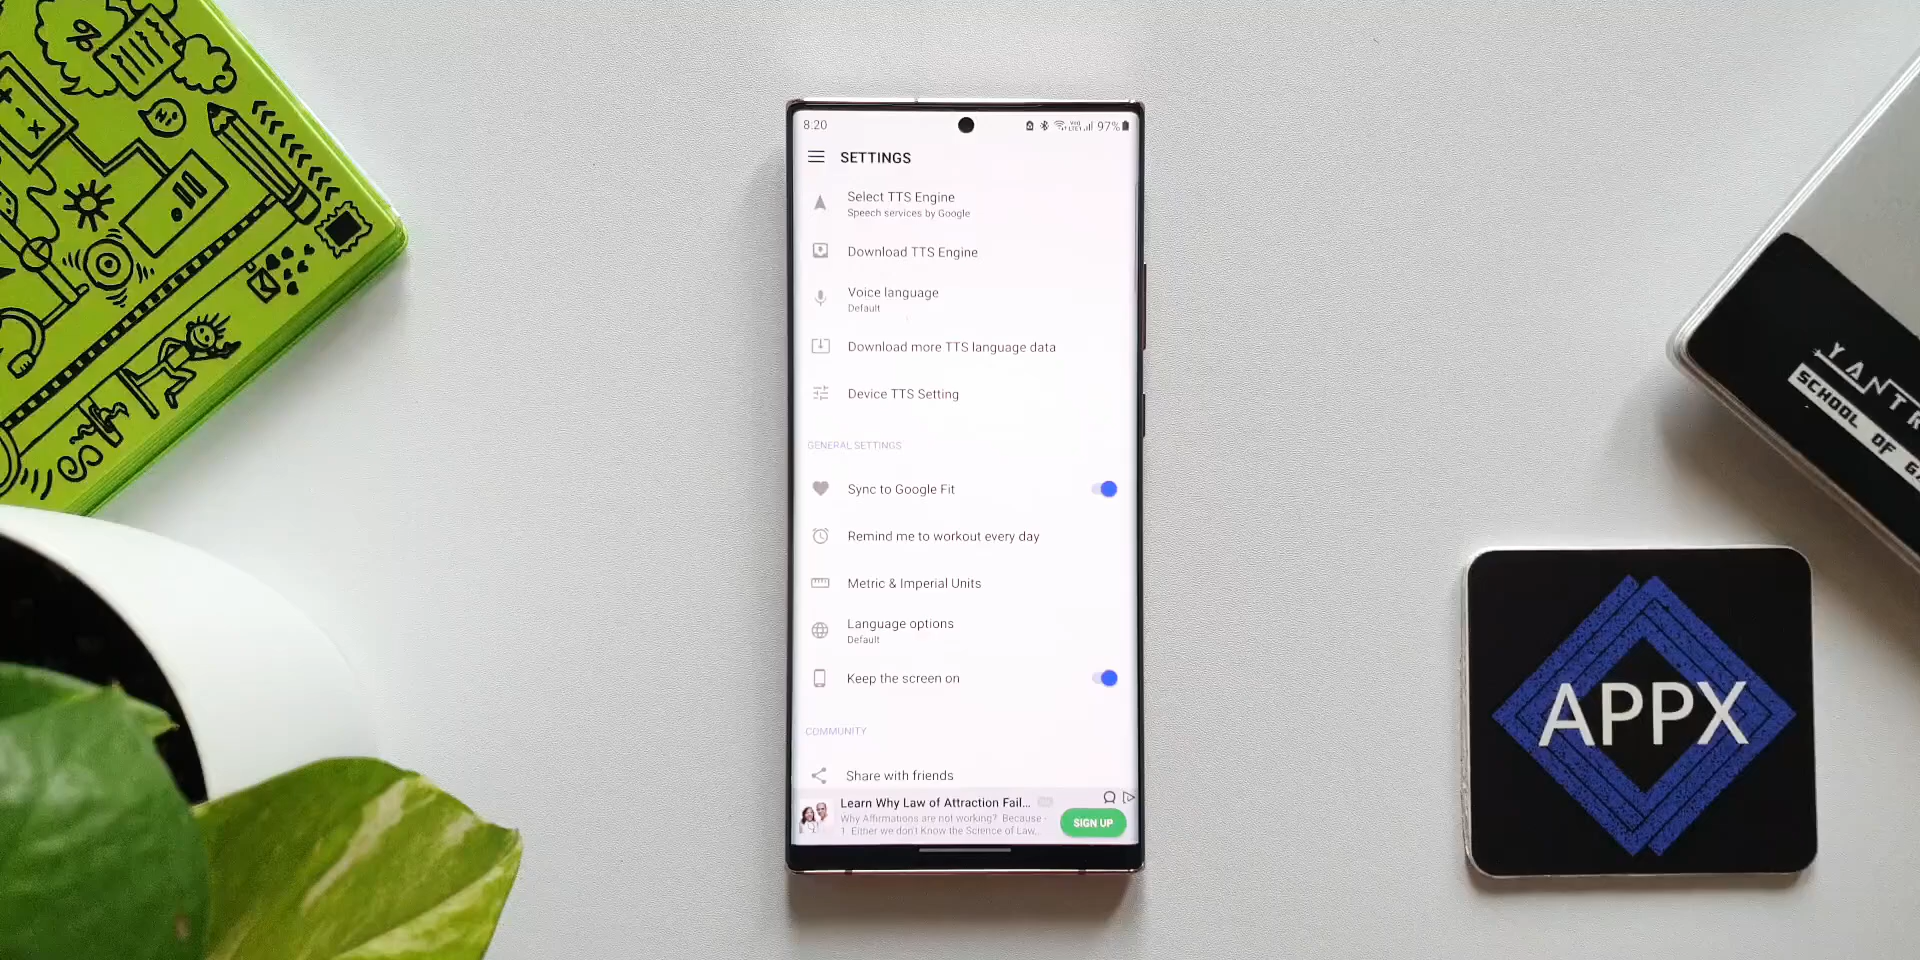 %
Hi
8:20
97%
SETTINGS
Select TTS Engine
Speech services by Google
Download TTS Engine
Voice language
Default
Download more TTS language data
Device TTS Setting
GENERAL SETTINGS
Sync to Google Fit
Remind me to workout every day
Metric & Imperial Units
Language options
Default
Keep the screen on
COMMUNITY
Share with friends
Learn Why Law of Attraction Fail...
Why Affirmations are not working? Because -
1. Either we don't Know the Science of Law...
SIGN UP
YANTR
SCHOOL OF
APPX